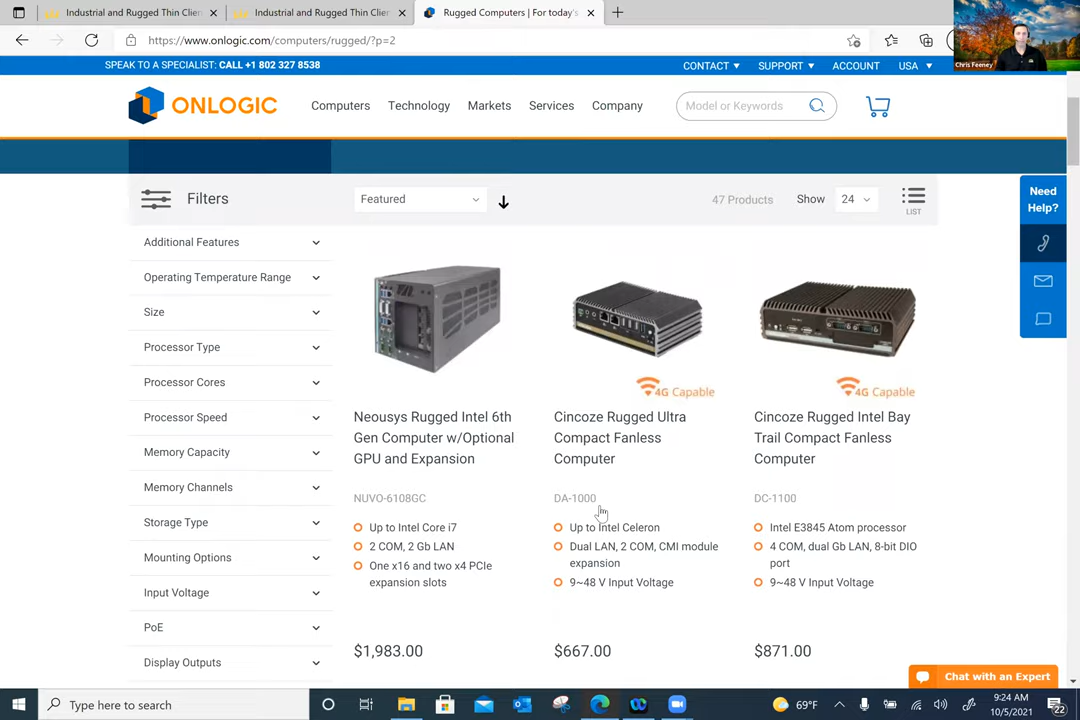 Industrial and Rugged Thin Clien
Industrial and Rugged Thin Clien
Rugged Computers | For today's
https://www.onlogic.com/computers/rugged/?p=2
Chris Feeney
SPEAK TO A SPECIALIST: CALL +1 802 327 8538
CONTACT
SUPPORT
ACCOUNT
USA
ONLOGIC
Computers
Technology
Markets
Services
Company
Model or Keywords
Need
Help?
Filters
Featured
47 Products
Show
24
LIST
Additional Features
Operating Temperature Range
Size
Processor Type
Processor Cores
Processor Speed
Memory Capacity
Memory Channels
Storage Type
Mounting Options
Input Voltage
PoE
Display Outputs
Neousys Rugged Intel 6th
Gen Computer w/Optional
GPU and Expansion
NUVO-6108GC
Up to Intel Core i7
2 COM, 2 Gb LAN
One x16 and two x4 PCIe
expansion slots
$1,983.00
4G Capable
Cincoze Rugged Ultra
Compact Fanless
Computer
DA-1000
Up to Intel Celeron
Dual LAN, 2 COM, CMI module
expansion
9~48 V Input Voltage
$667.00
4G Capable
Cincoze Rugged Intel Bay
Trail Compact Fanless
Computer
DC-1100
Intel E3845 Atom processor
4 COM, dual Gb LAN, 8-bit DIO
port
9~48 V Input Voltage
$871.00
Chat with an Expert
Type here to search
69°F
9:24 AM
10/5/2021
22